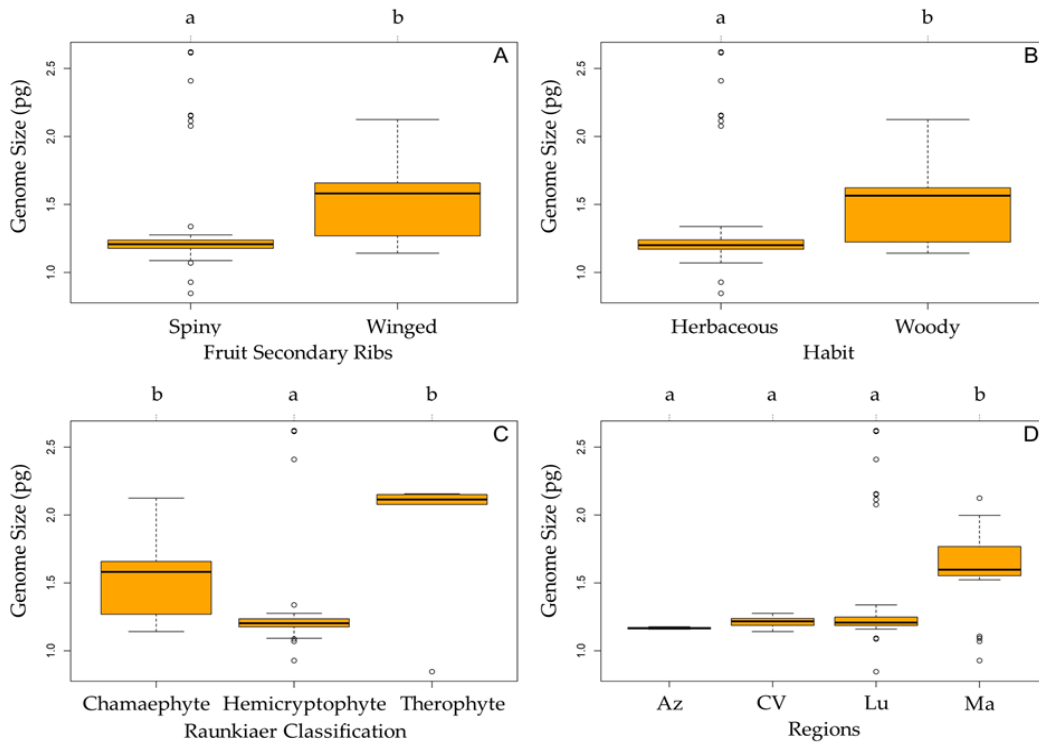 a b
A
Genome Size (pg)
2.5
2.0
1.5
1.0
Spiny Winged
Fruit Secondary Ribs
a b
B
Genome Size (pg)
2.5
2.0
1.5
1.0
Herbaceous Woody
Habit
b a b
C
Genome Size (pg)
2.5
2.0
1.5
1.0
Chamaephyte Hemicryptophyte Therophyte
Raunkiaer Classification
a a a b
D
Genome Size (pg)
2.5
2.0
1.5
1.0
Az CV Lu Ma
Regions